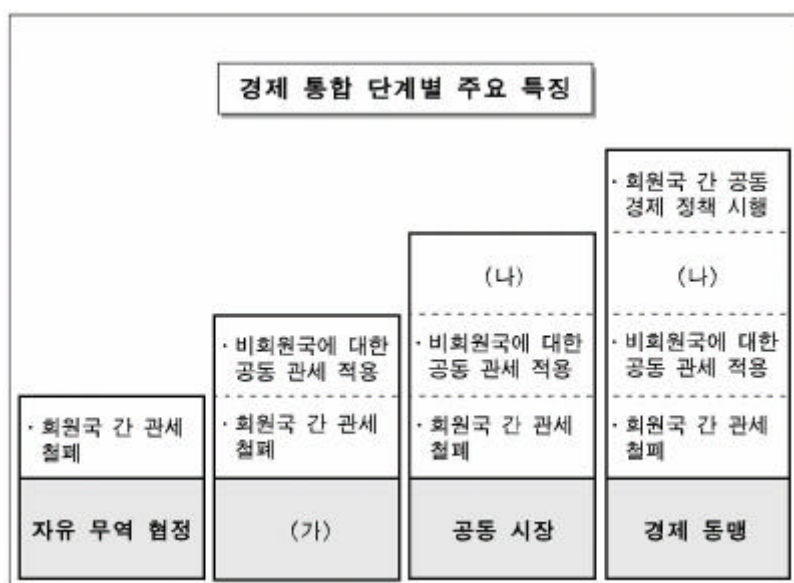 경제 통합 단계별 주요 특징
· 회원국 간 관세
철폐
자유 무역 협정
· 비회원국에 대한
공동 관세 적용
· 회원국 간 관세
철폐
(가)
(나)
· 비회원국에 대한
공동 관세 적용
· 회원국 간 관세
철폐
공동 시장
· 회원국 간 공동
경제 정책 시행
(나)
· 비회원국에 대한
공동 관세 적용
· 회원국 간 관세
철폐
경제 동맹